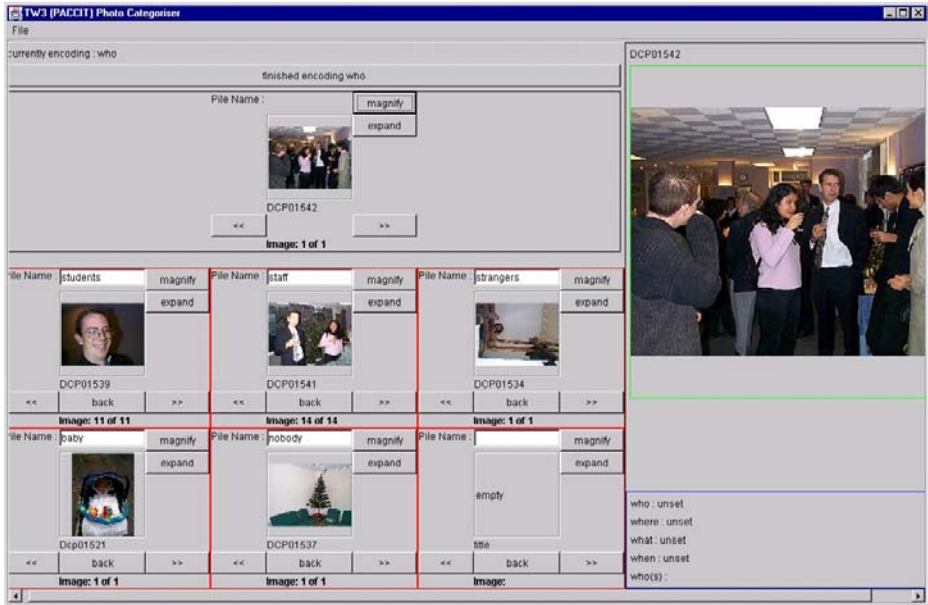 TW3 (PACCIT) Photo Categoriser
File
currently encoding : who
finished encoding who
Pile Name :
magnify
expand
DCP01542
<< >>
Image: 1 of 1
Pile Name : students magnify
expand
DCP01539
<< back >>
Image: 11 of 11
Pile Name : staff magnify
expand
DCP01541
<< back >>
Image: 14 of 14
Pile Name : strangers magnify
expand
DCP01534
<< back >>
Image: 1 of 1
Pile Name : baby magnify
expand
Dcp01521
<< back >>
Image: 1 of 1
Pile Name : nobody magnify
expand
DCP01537
<< back >>
Image: 1 of 1
Pile Name : magnify
expand
empty
title
<< back >>
Image:
DCP01542
who : unset
where : unset
what : unset
when : unset
who(s) :